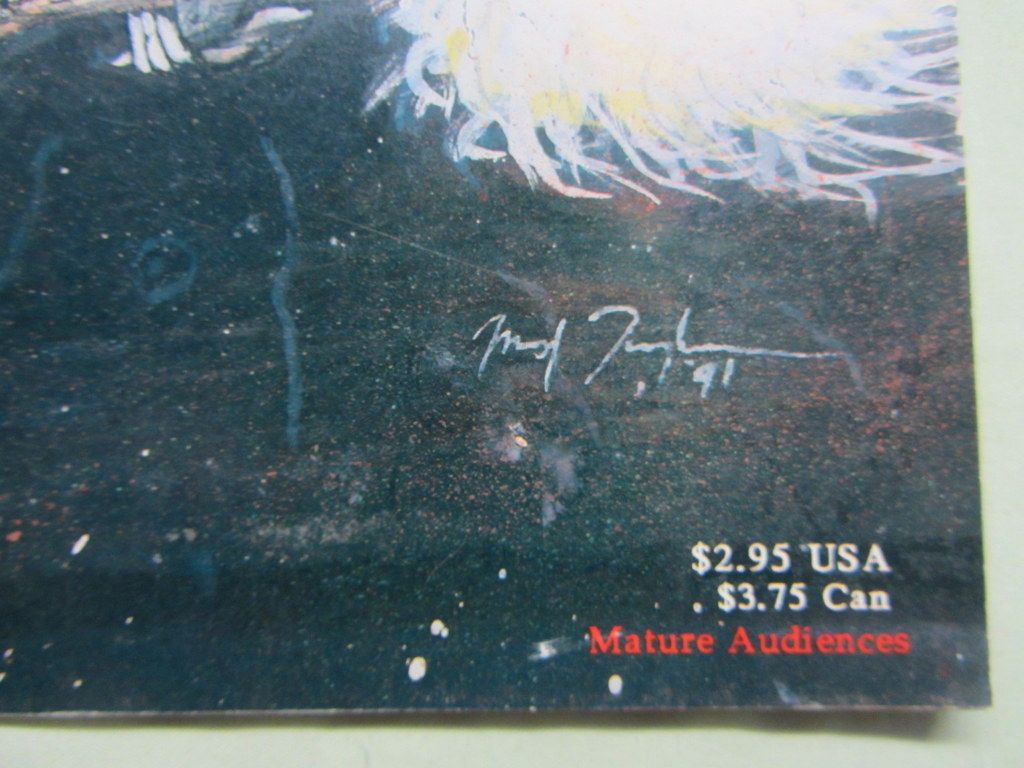 '91
$2.95 USA
$3.75 Can
Mature Audiences